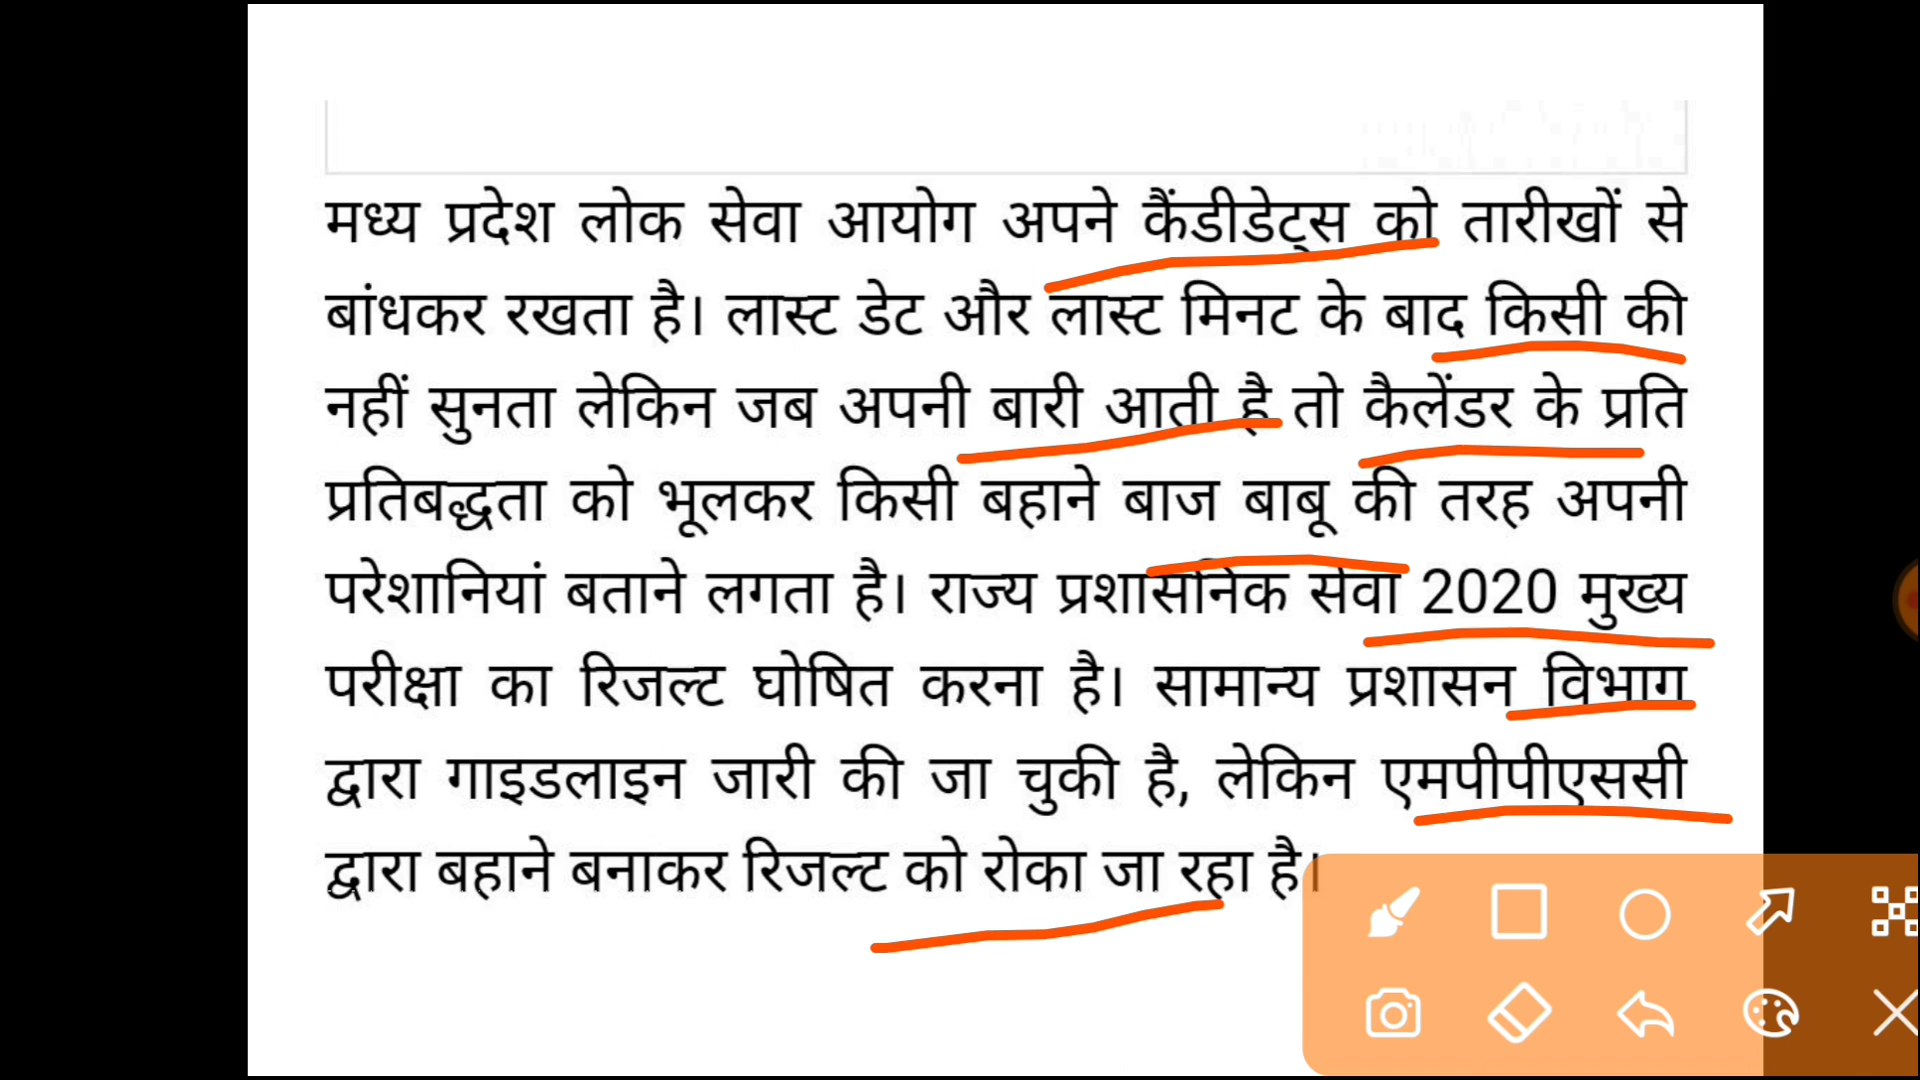 मध्य प्रदेश लोक सेवा आयोग अपने कैंडीडेट्स को तारीखों से
बांधकर रखता है। लास्ट डेट और लास्ट मिनट के बाद किसी की
नहीं सुनता लेकिन जब अपनी बारी आती है तो कैलेंडर के प्रति
प्रतिबद्धता को भूलकर किसी बहाने बाज बाबू की तरह अपनी
परेशानियां बताने लगता है। राज्य प्रशासनिक सेवा 2020 मुख्य
परीक्षा का रिजल्ट घोषित करना है। सामान्य प्रशासन विभाग
द्वारा गाइडलाइन जारी की जा चुकी है, लेकिन एमपीपीएससी
द्वारा बहाने बनाकर रिजल्ट को रोका जा रहा है।